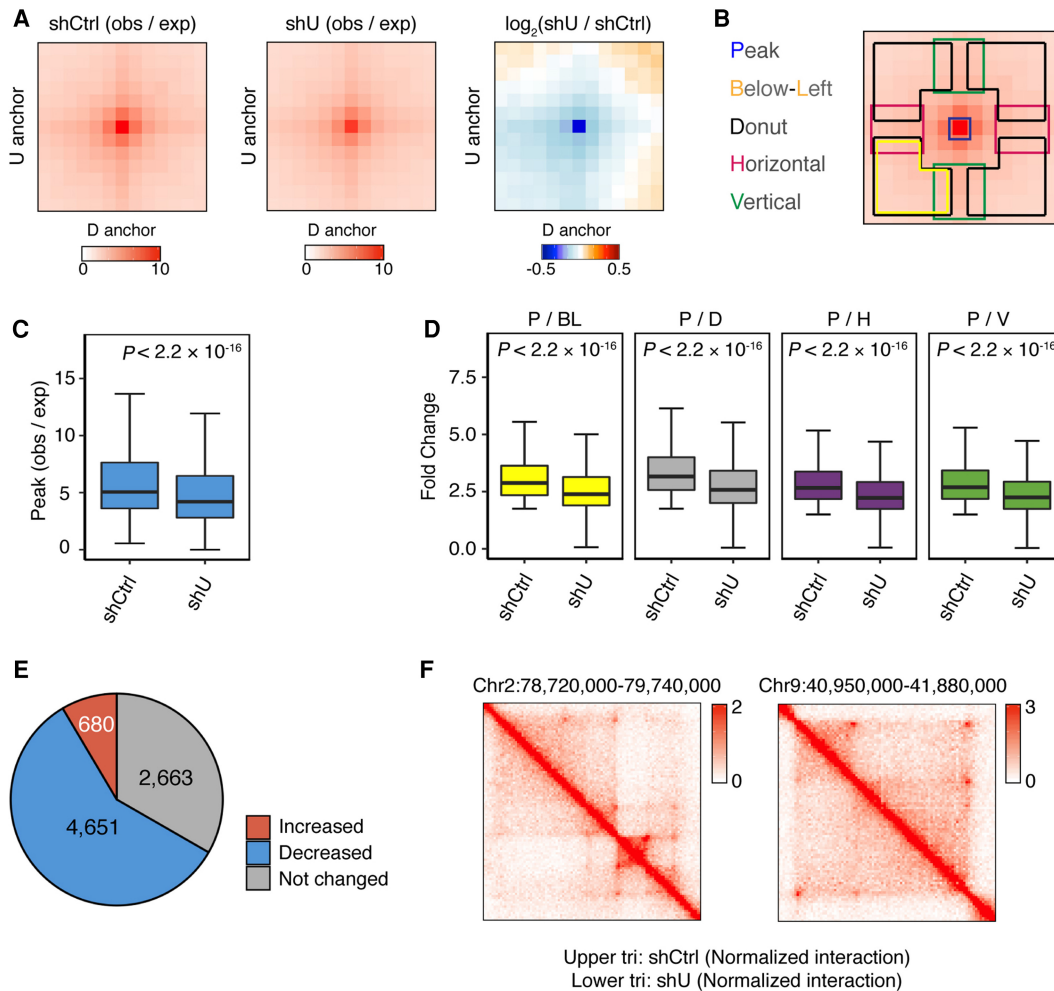 A
shCtrl (obs / exp)
shU (obs / exp)
log2(shU / shCtrl)
U anchor
U anchor
U anchor
D anchor
D anchor
D anchor
0
10
0
10
-0.5
0.5
B
Peak
Below-Left
Donut
Horizontal
Vertical
C
P < 2.2 × 10-16
Peak (obs / exp)
15
10
5
0
shCtrl
shU
D
P / BL
P / D
P / H
P / V
P < 2.2 × 10-16
P < 2.2 × 10-16
P < 2.2 × 10-16
P < 2.2 × 10-16
Fold Change
7.5
5.0
2.5
0.0
shCtrl
shU
shCtrl
shU
shCtrl
shU
shCtrl
shU
E
680
2,663
4,651
Increased
Decreased
Not changed
F
Chr2:78,720,000-79,740,000
Chr9:40,950,000-41,880,000
2
0
3
0
Upper tri: shCtrl (Normalized interaction)
Lower tri: shU (Normalized interaction)